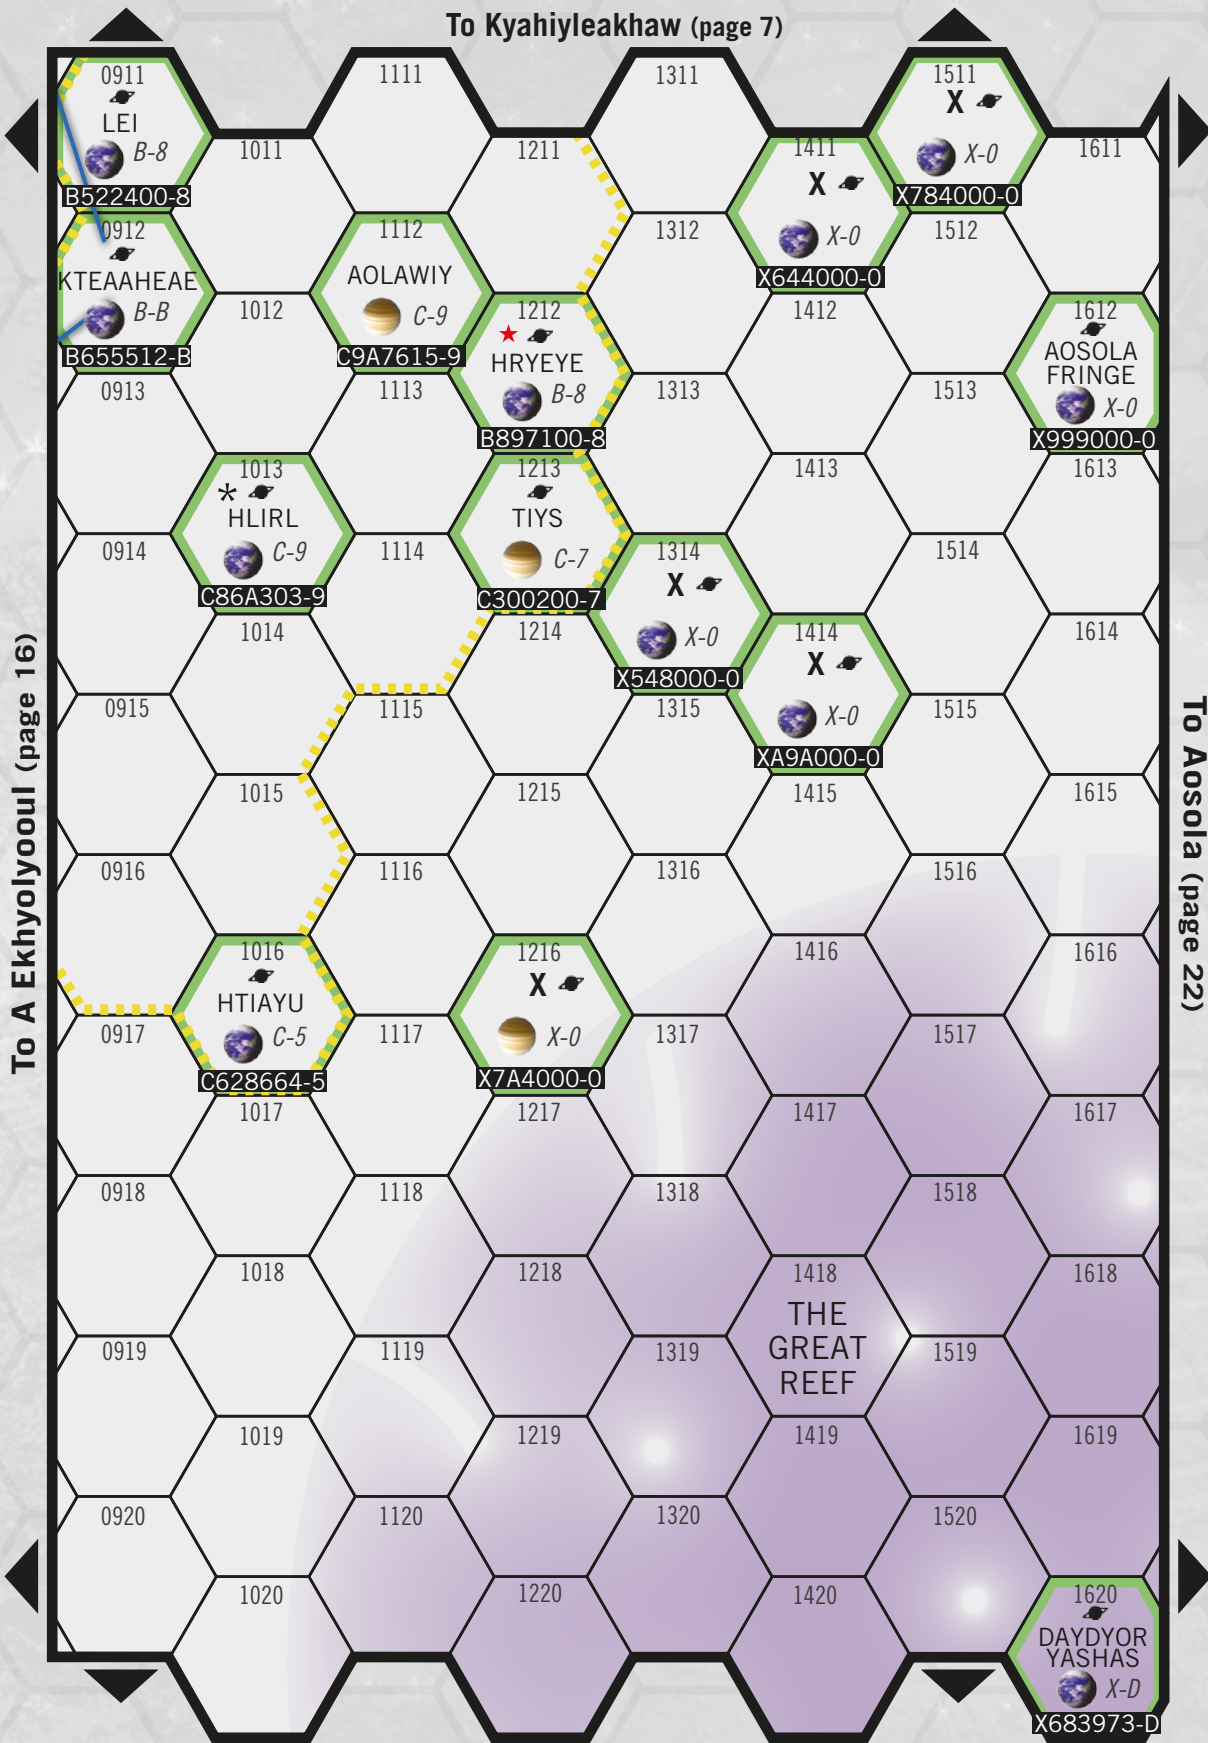 To Kyahiyleakhaw (page 7)
0911
LEI
B-8
B522400-8
1111
1311
1511
X
X-0
X784000-0
1011
1211
1411
X
X-0
X644000-0
1611
0912
KTEAAHEAE
B-B
B655512-B
1112
AOLAWIY
C-9
C9A7615-9
1312
1512
1012
1212
HRYEYE
B-8
B897100-8
1412
1612
AOSOLA
FRINGE
X-0
X999000-0
0913
1113
1313
1513
1013
*
HLIRL
C-9
C86A303-9
1213
TIYS
C-7
C300200-7
1413
1613
0914
1114
1314
X
X-0
X548000-0
1514
1014
1214
1414
X
X-0
XA9A000-0
1614
0915
1115
1315
1515
1015
1215
1415
1615
0916
1116
1316
1516
1016
HTIAYU
C-5
C628664-5
1216
X
X-0
X7A4000-0
1416
1616
0917
1117
1317
1517
1017
1217
1417
1617
0918
1118
1318
1518
1018
1218
1418
THE
GREAT
REEF
1618
0919
1119
1319
1519
1019
1219
1419
1619
0920
1120
1320
1520
1020
1220
1420
1620
DAYDYOR
YASHAS
X-D
X683973-D
To A Ekhyolyooul (page 16)
To Aosola (page 22)